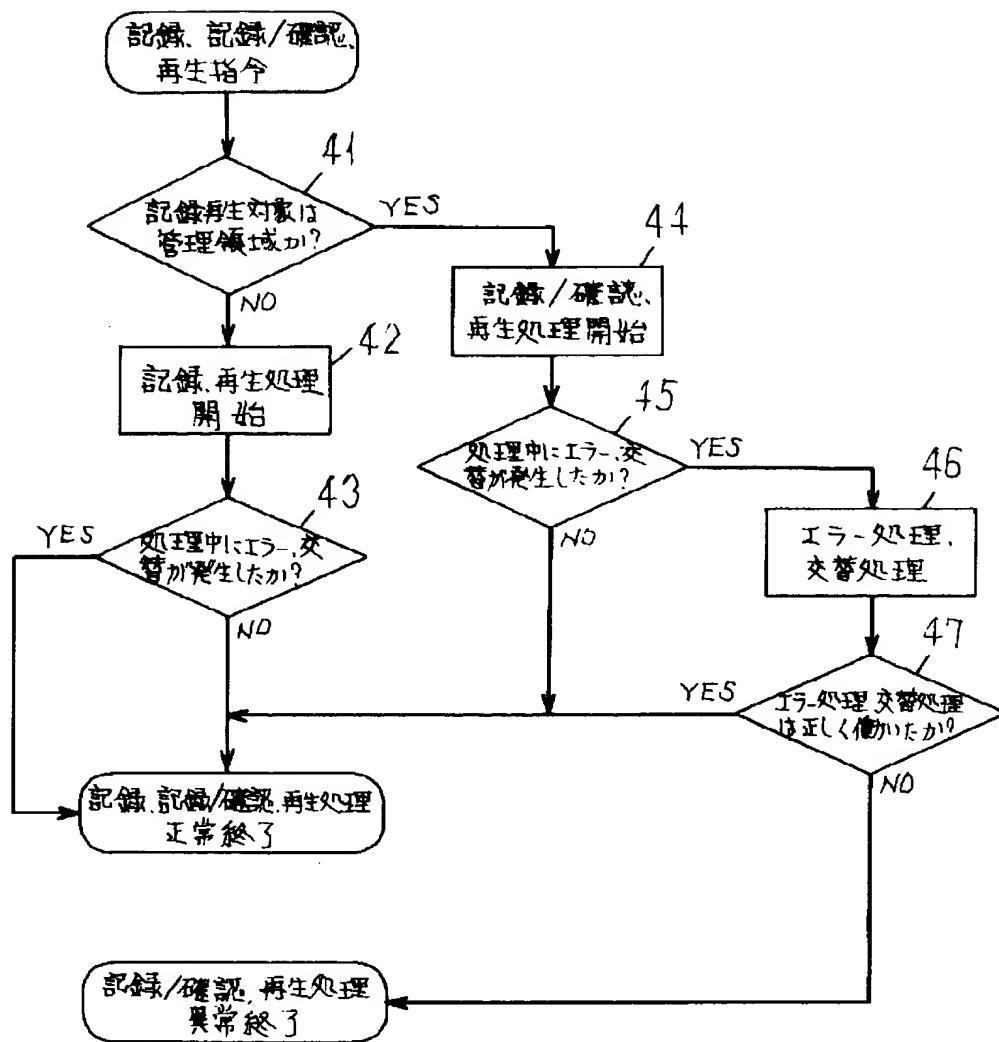 記録、記録/確認、
再生指令
41
記録再生対象は
管理領域か?
YES
NO
44
記録/確認、
再生処理開始
42
記録、再生処理
開始
45
処理中にエラー、交
替が発生したか?
YES
NO
43
処理中にエラー、交
替が発生したか?
YES
NO
46
エラー処理、
交替処理
47
エラー処理、交替処理
は正しく働いたか?
YES
NO
記録、記録/確認、再生処理
正常終了
記録/確認、再生処理
異常終了